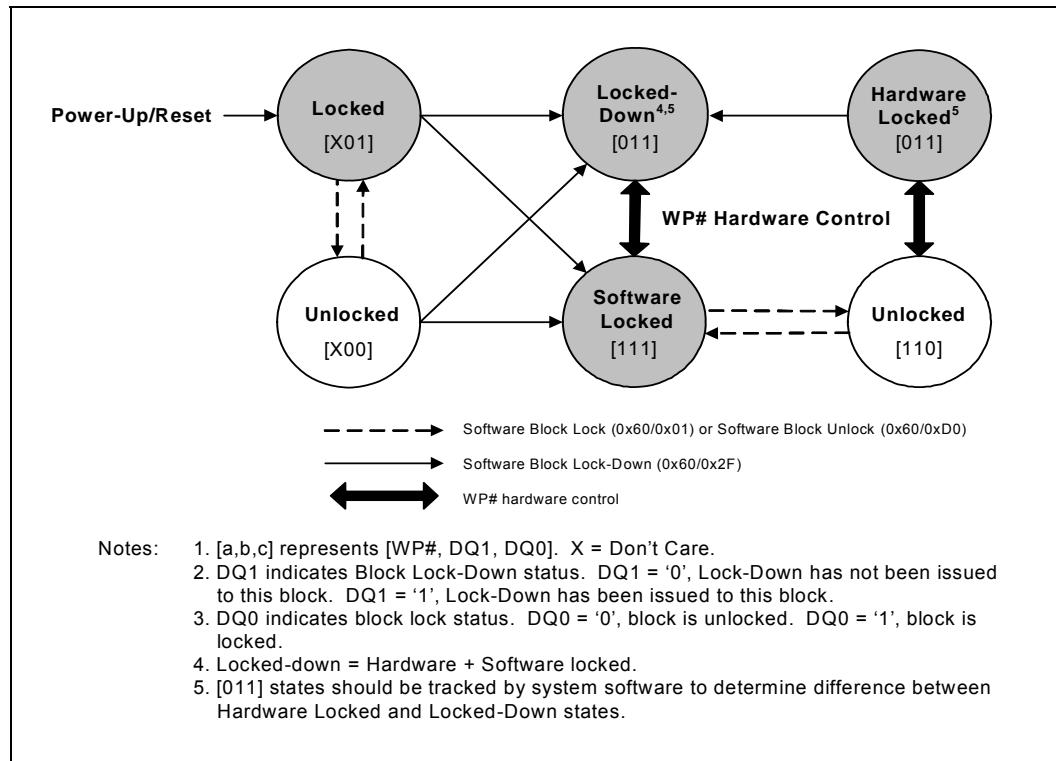 Power-Up/Reset
Locked
[X01]
Locked-
Down4,5
[011]
Hardware
Locked5
[011]
WP# Hardware Control
Unlocked
[X00]
Software
Locked
[111]
Unlocked
[110]
Software Block Lock (0x60/0x01) or Software Block Unlock (0x60/0xD0)
Software Block Lock-Down (0x60/0x2F)
WP# hardware control
Notes: 1. [a,b,c] represents [WP#, DQ1, DQ0]. X = Don't Care.
2. DQ1 indicates Block Lock-Down status. DQ1 = ‘0’, Lock-Down has not been issued
to this block. DQ1 = ‘1’, Lock-Down has been issued to this block.
3. DQ0 indicates block lock status. DQ0 = ‘0’, block is unlocked. DQ0 = ‘1’, block is
locked.
4. Locked-down = Hardware + Software locked.
5. [011] states should be tracked by system software to determine difference between
Hardware Locked and Locked-Down states.